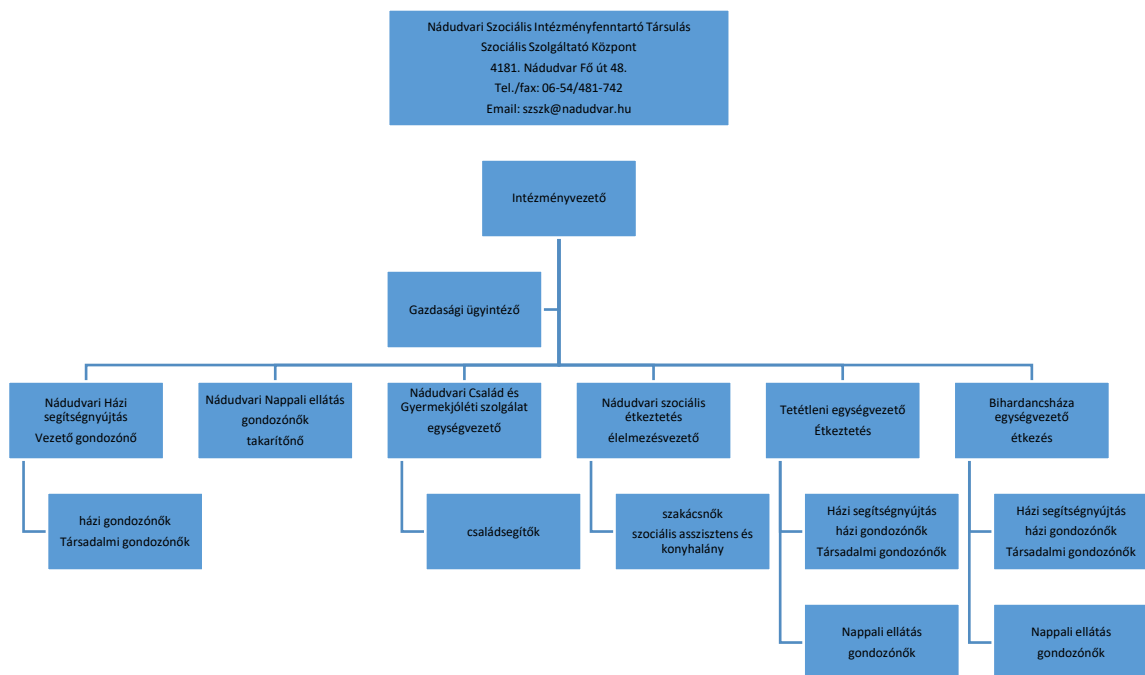 Nádudvari Szociális Intézményfenntartó Társulás
Szociális Szolgáltató Központ
4181. Nádudvar Fő út 48.
Tel./fax: 06-54/481-742
Email: szszk@nadudvar.hu
Intézményvezető
Gazdasági ügyintéző
Nádudvari Házi
segítségnyújtás
Vezető gondozónő
Nádudvari Nappali ellátás
gondozónők
takarítőnő
Nádudvari Család és
Gyermekjóléti szolgálat
egységvezető
Nádudvari szociális
étkeztetés
élelmezésvezető
Tetétleni egységvezető
Étkeztetés
Bihardancsháza
egységvezető
étkezés
házi gondozónők
Társadalmi gondozónők
családsegítők
szakácsnők
szociális asszisztens és
konyhalány
Házi segítségnyújtás
házi gondozónők
Társadalmi gondozónők
Házi segítségnyújtás
házi gondozónők
Társadalmi gondozónők
Nappali ellátás
gondozónők
Nappali ellátás
gondozónők